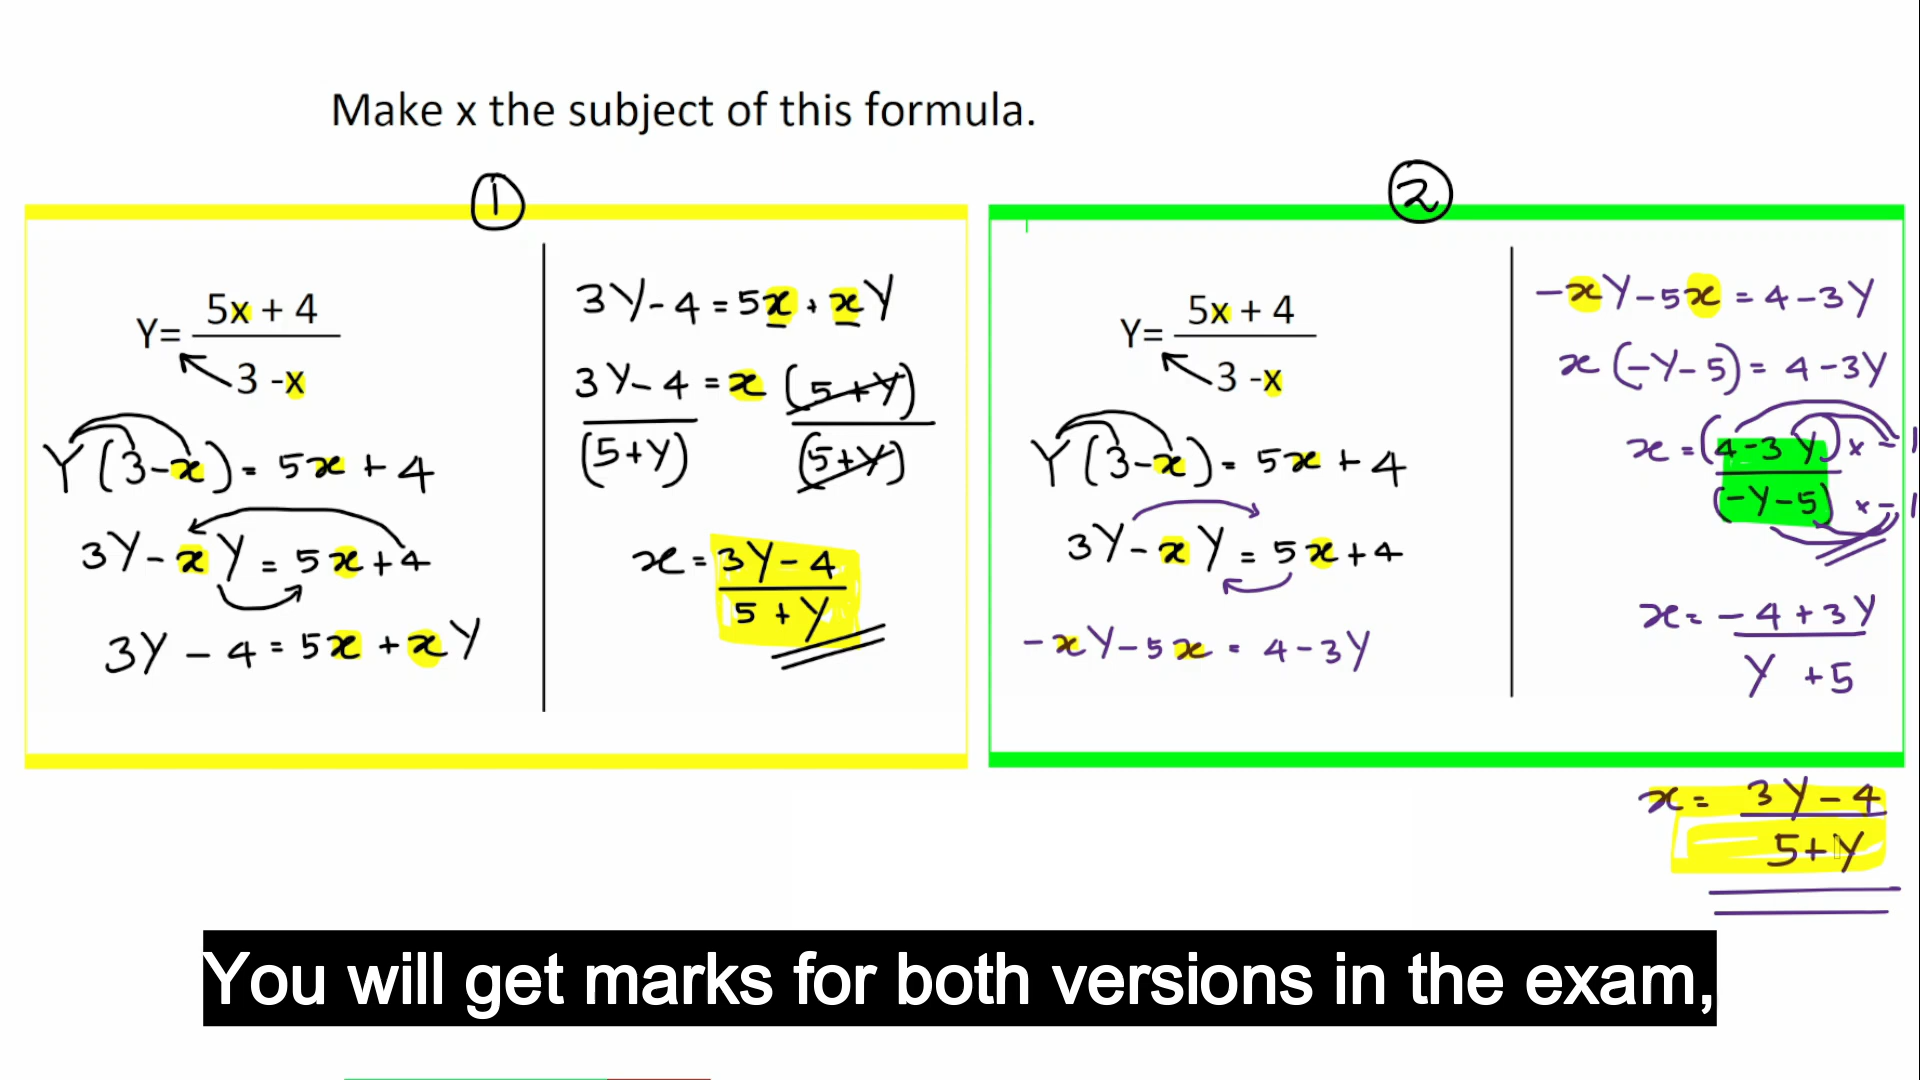 Make x the subject of this formula.
①
Y= 5x + 4 / 3 -x
Y(3-x) = 5x + 4
3Y - xY = 5x + 4
3Y - 4 = 5x + xY
3Y - 4 = 5x + xY
3Y - 4 = x (5+Y)
(5+Y) (5+Y)
x = 3Y - 4 / 5 + Y
②
Y= 5x + 4 / 3 -x
Y(3-x) = 5x + 4
3Y - xY = 5x + 4
-xY - 5x = 4 - 3Y
-xY - 5x = 4 - 3Y
x(-Y - 5) = 4 - 3Y
x = (4 - 3Y) x -1
(-Y - 5) x -1
x = -4 + 3Y / Y + 5
x = 3Y - 4 / 5+Y
You will get marks for both versions in the exam,